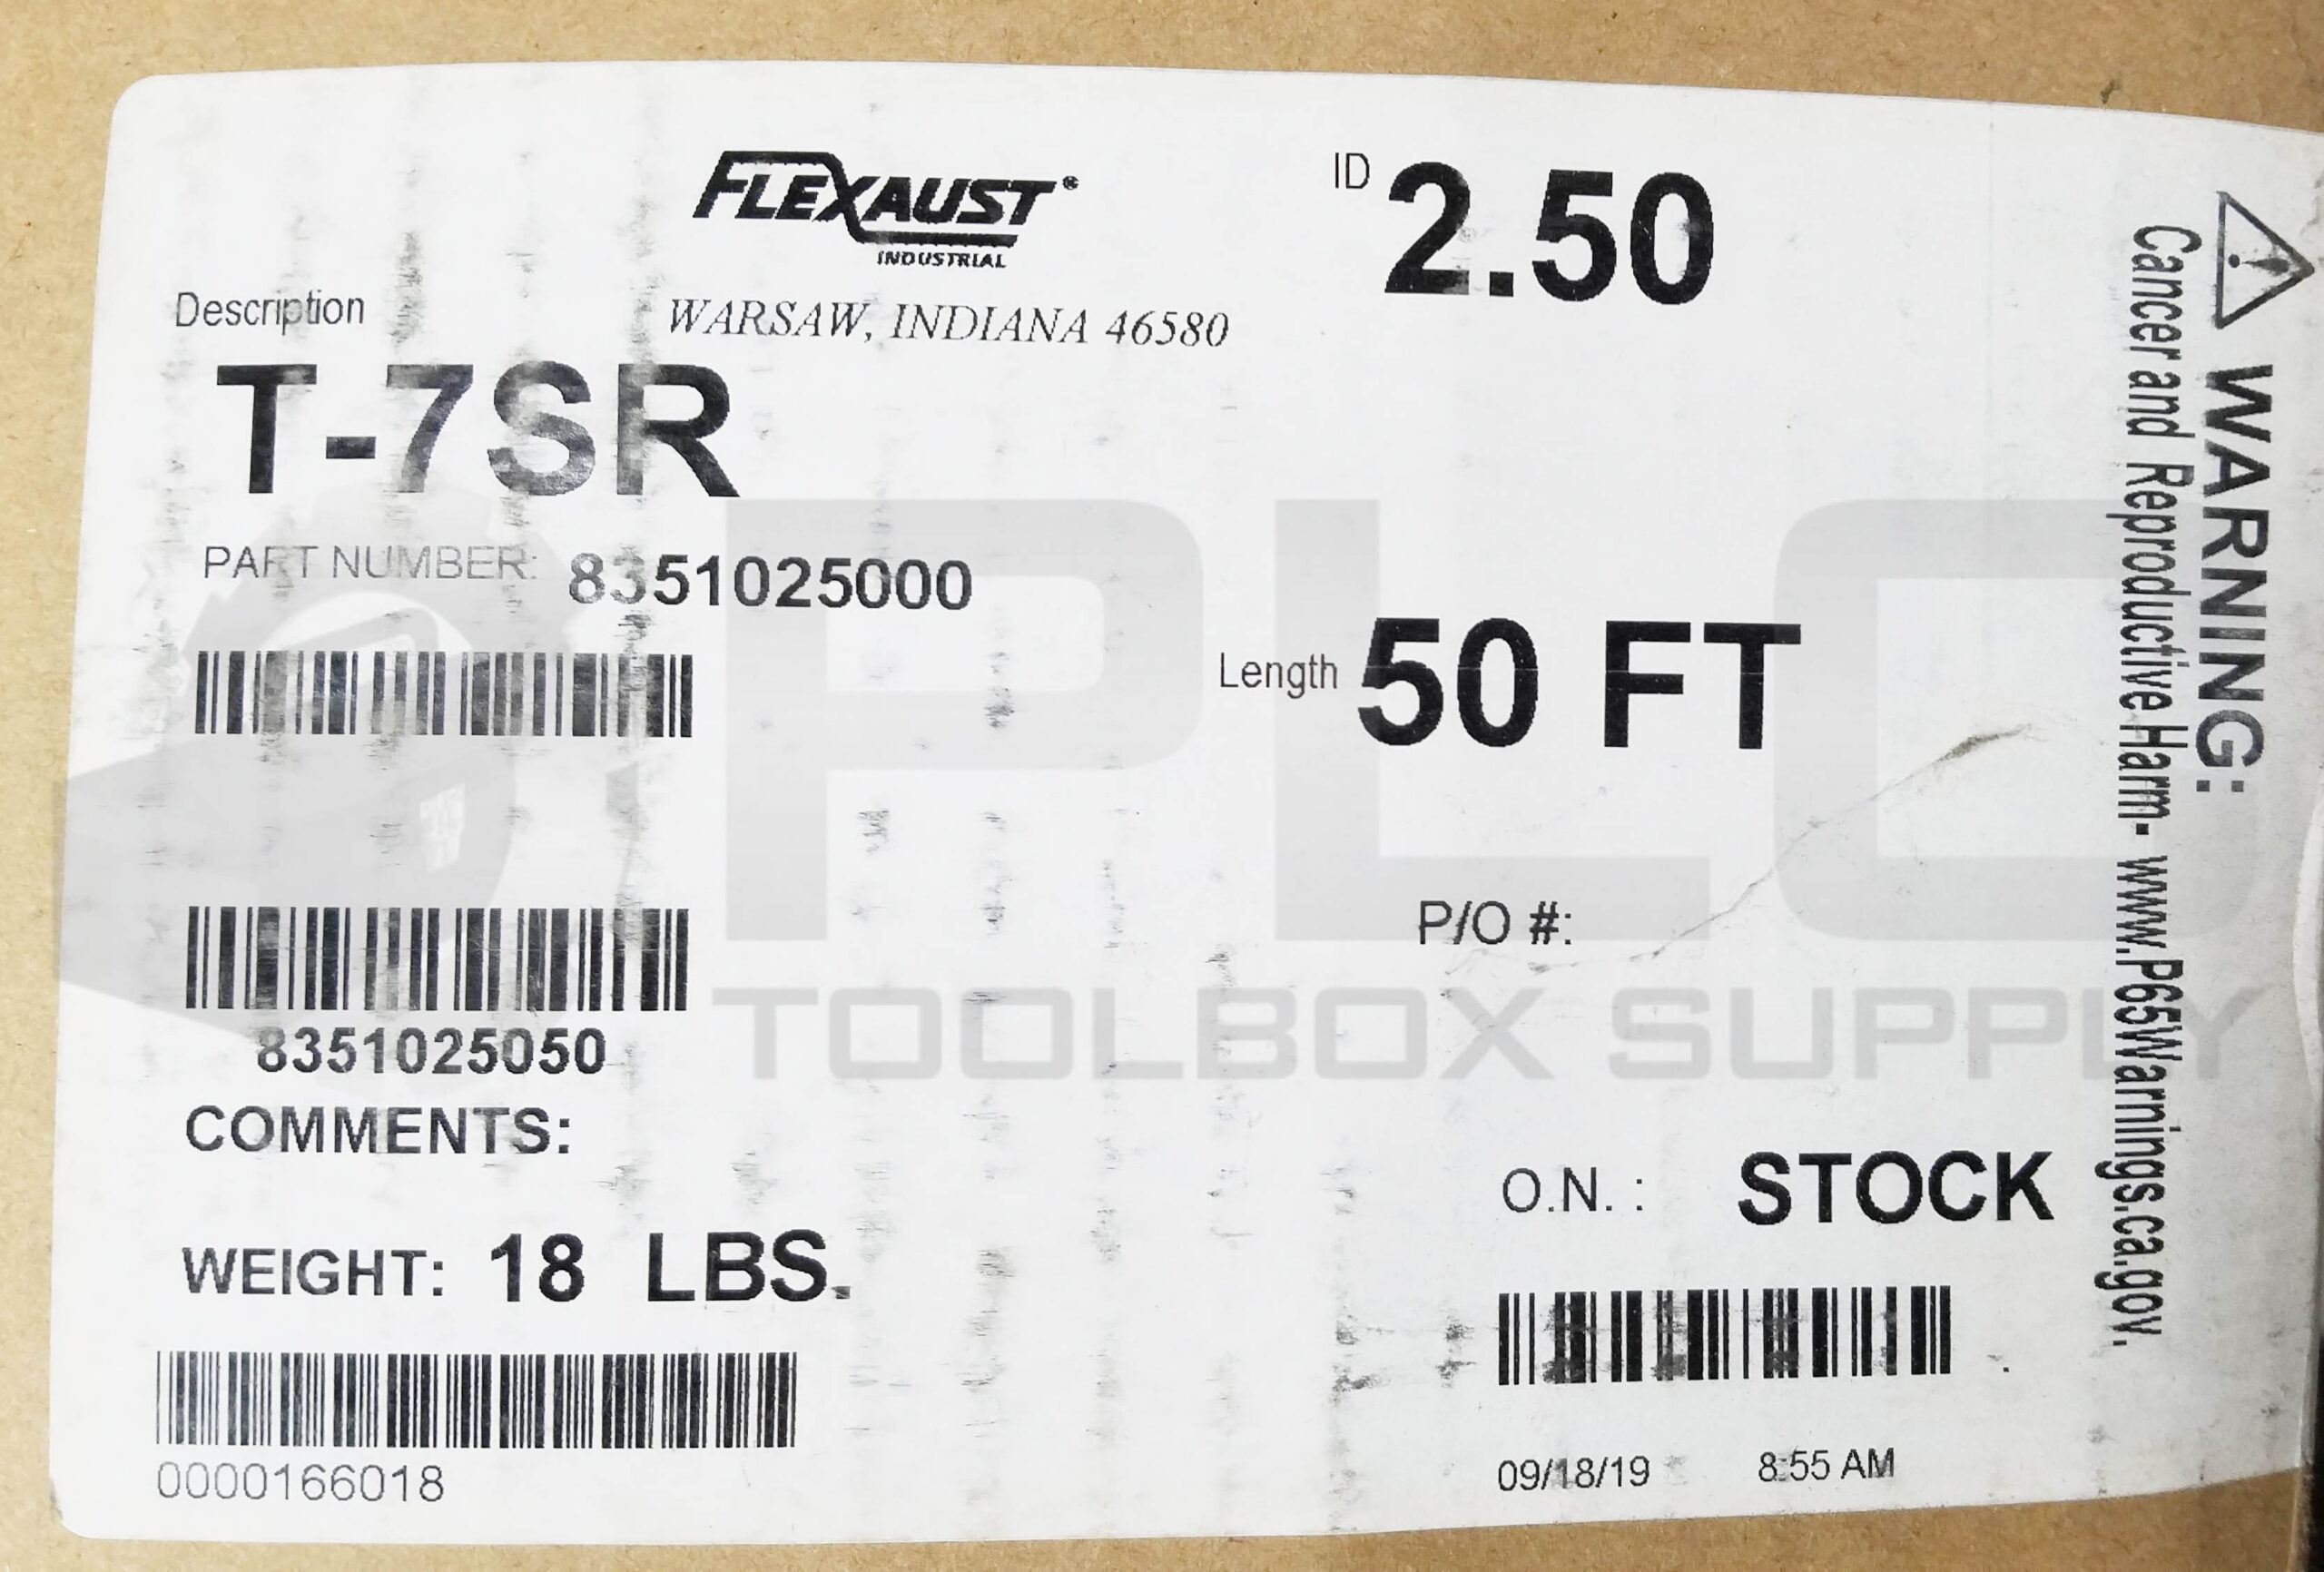 FLEXAUST®
INDUSTRIAL
WARSAW, INDIANA 46580
ID 2.50
Description
T-7SR
PART NUMBER: 8351025000
Length 50 FT
P/O #:
8351025050
COMMENTS:
O.N. : STOCK
WEIGHT: 18 LBS.
0000166018
09/18/19 8:55 AM
WARNING:
Cancer and Reproductive Harm- www.P65Warnings.ca.gov.
PLC
TOOLBOX SUPPLY